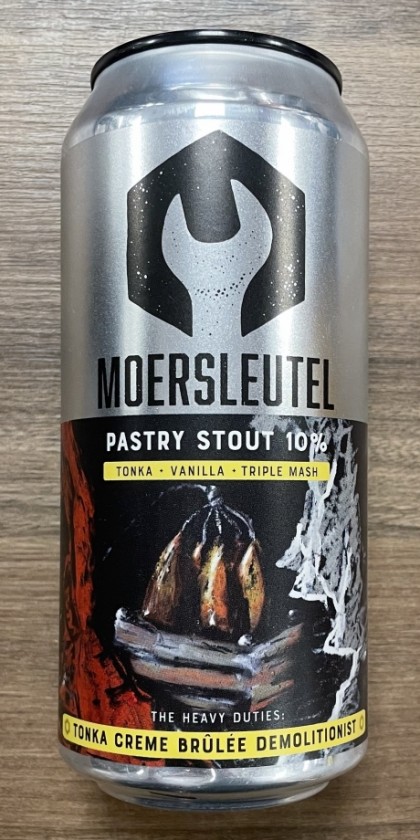 MOERSLEUTEL
PASTRY STOUT 10%
TONKA • VANILLA • TRIPLE MASH
THE HEAVY DUTIES:
TONKA CREME BRÛLÉE DEMOLITIONIST